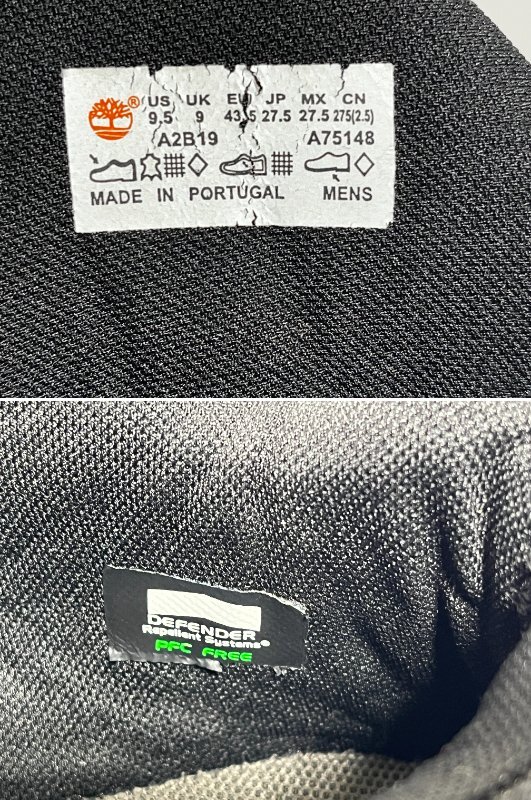 ® US UK EU JP MX CN
9.5 9 43.5 27.5 27.5 275(2.5)
A2B19 A75148
MADE IN PORTUGAL MENS
DEFENDER
Repellent Systems®
PFC FREE